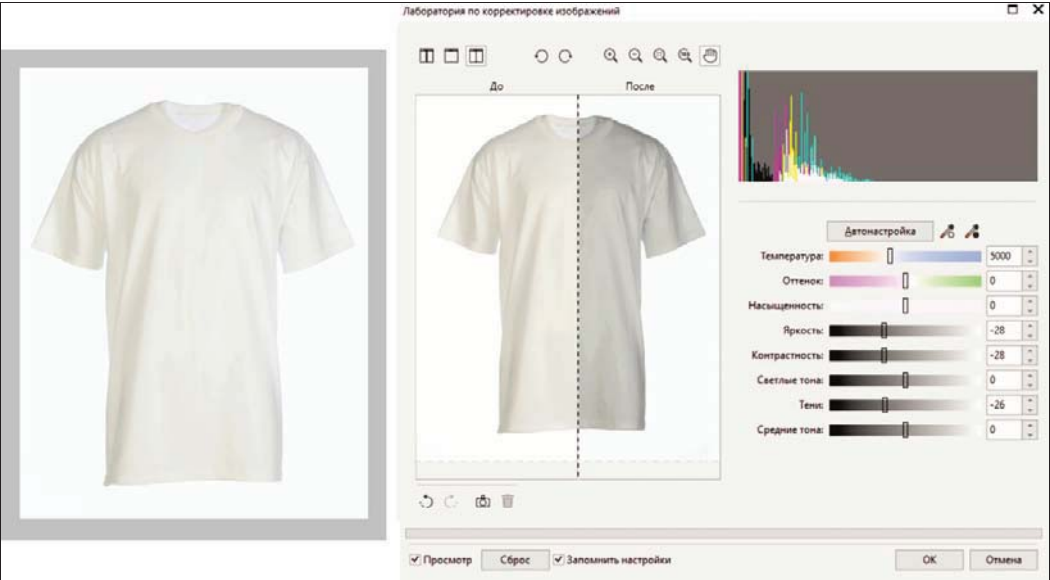 Лаборатория по корректировке изображений
До После
Автонастройка
Температура: 5000
Оттенок: 0
Насыщенность: 0
Яркость: -28
Контрастность: -28
Светлые тона: 0
Тени: -26
Средние тона: 0
Просмотр Сброс Запомнить настройки ОК Отмена